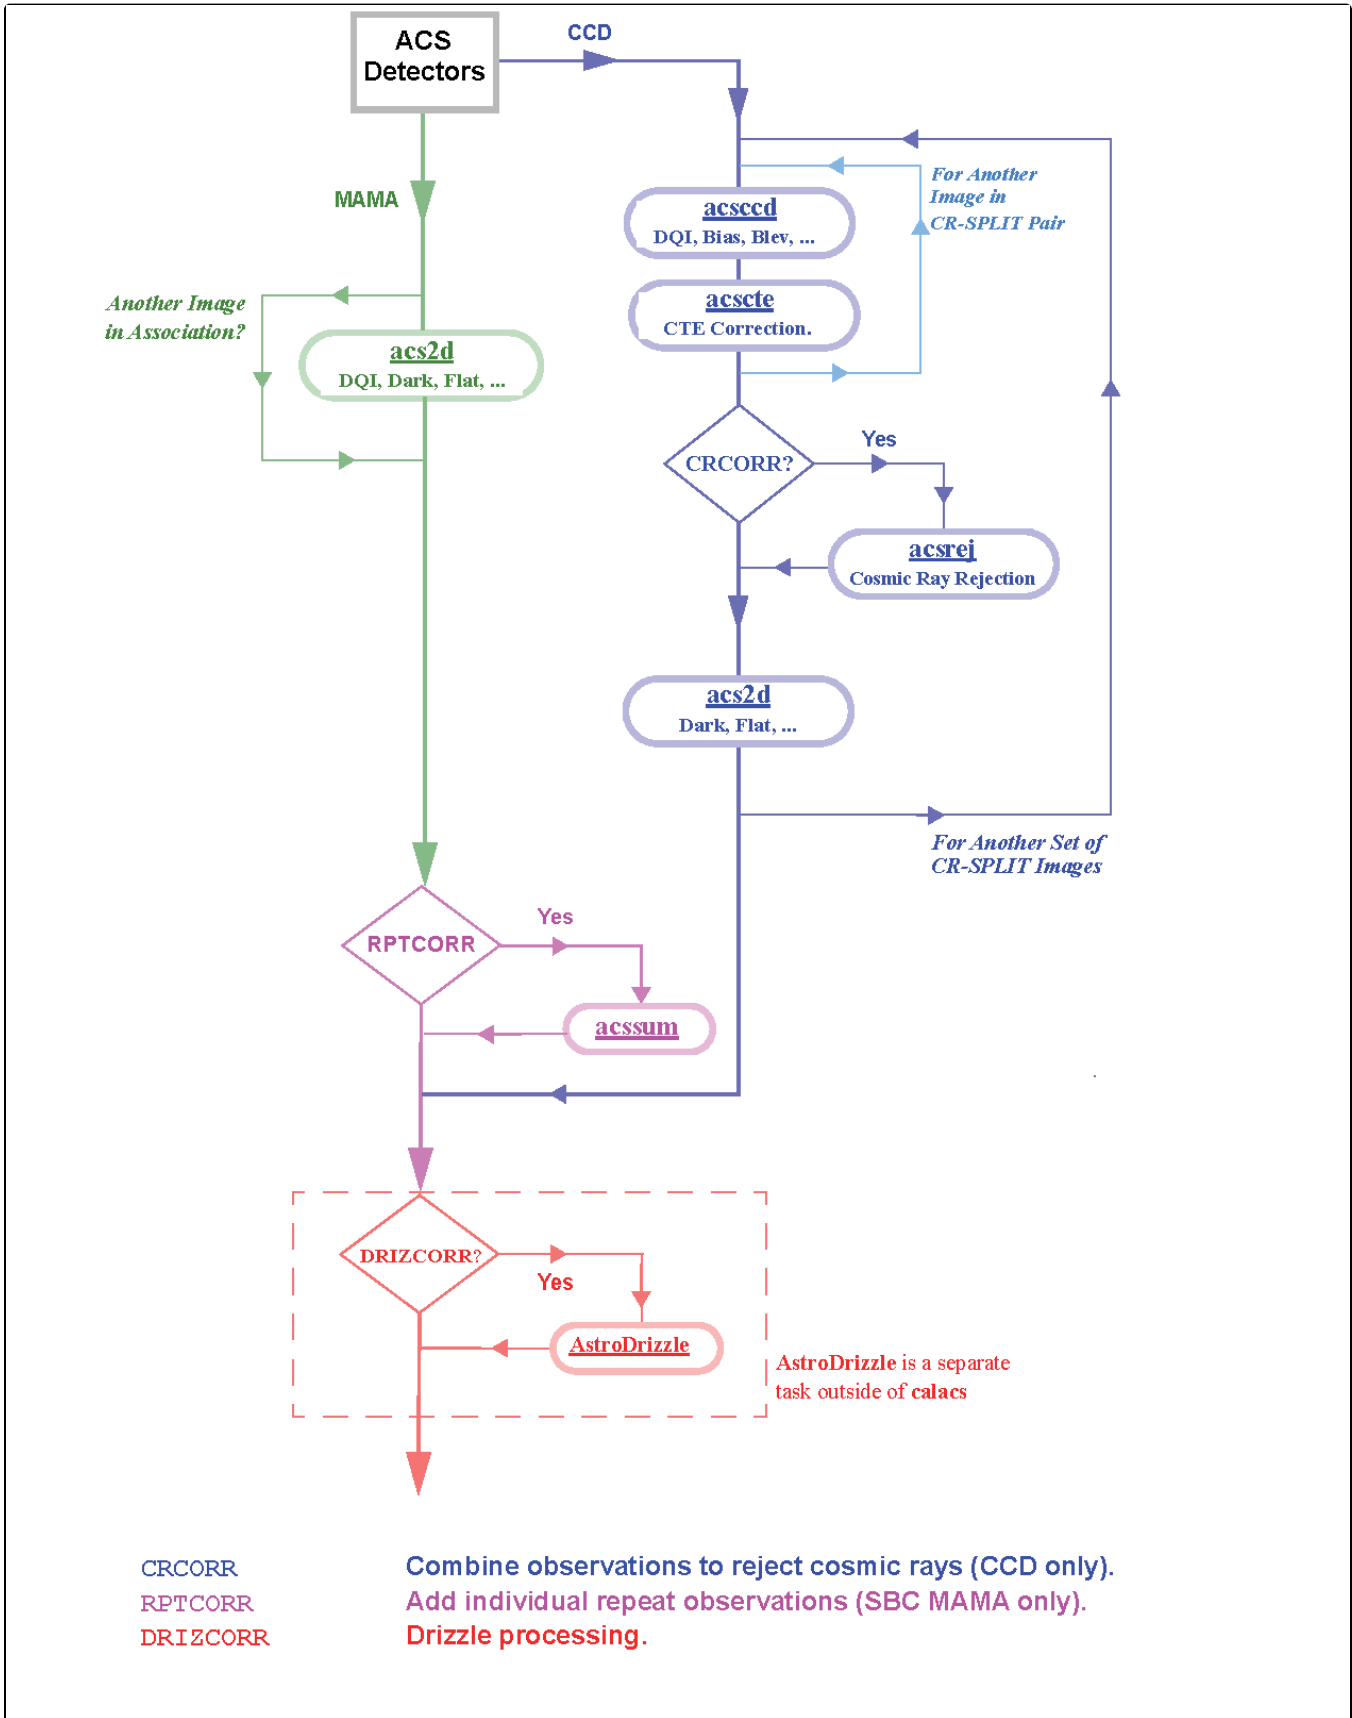 ACS
Detectors
CCD
MAMA
For Another
Image in
CR-SPLIT Pair
acsccd
DQI, Bias, Blev, ...
acscte
CTE Correction.
Another Image
in Association?
acs2d
DQI, Dark, Flat, ...
CRCORR?
Yes
acsrej
Cosmic Ray Rejection
acs2d
Dark, Flat, ...
For Another Set of
CR-SPLIT Images
RPTCORR
Yes
acssum
DRIZCORR?
Yes
AstroDrizzle
AstroDrizzle is a separate
task outside of calacs
CRCORR Combine observations to reject cosmic rays (CCD only).
RPTCORR Add individual repeat observations (SBC MAMA only).
DRIZCORR Drizzle processing.